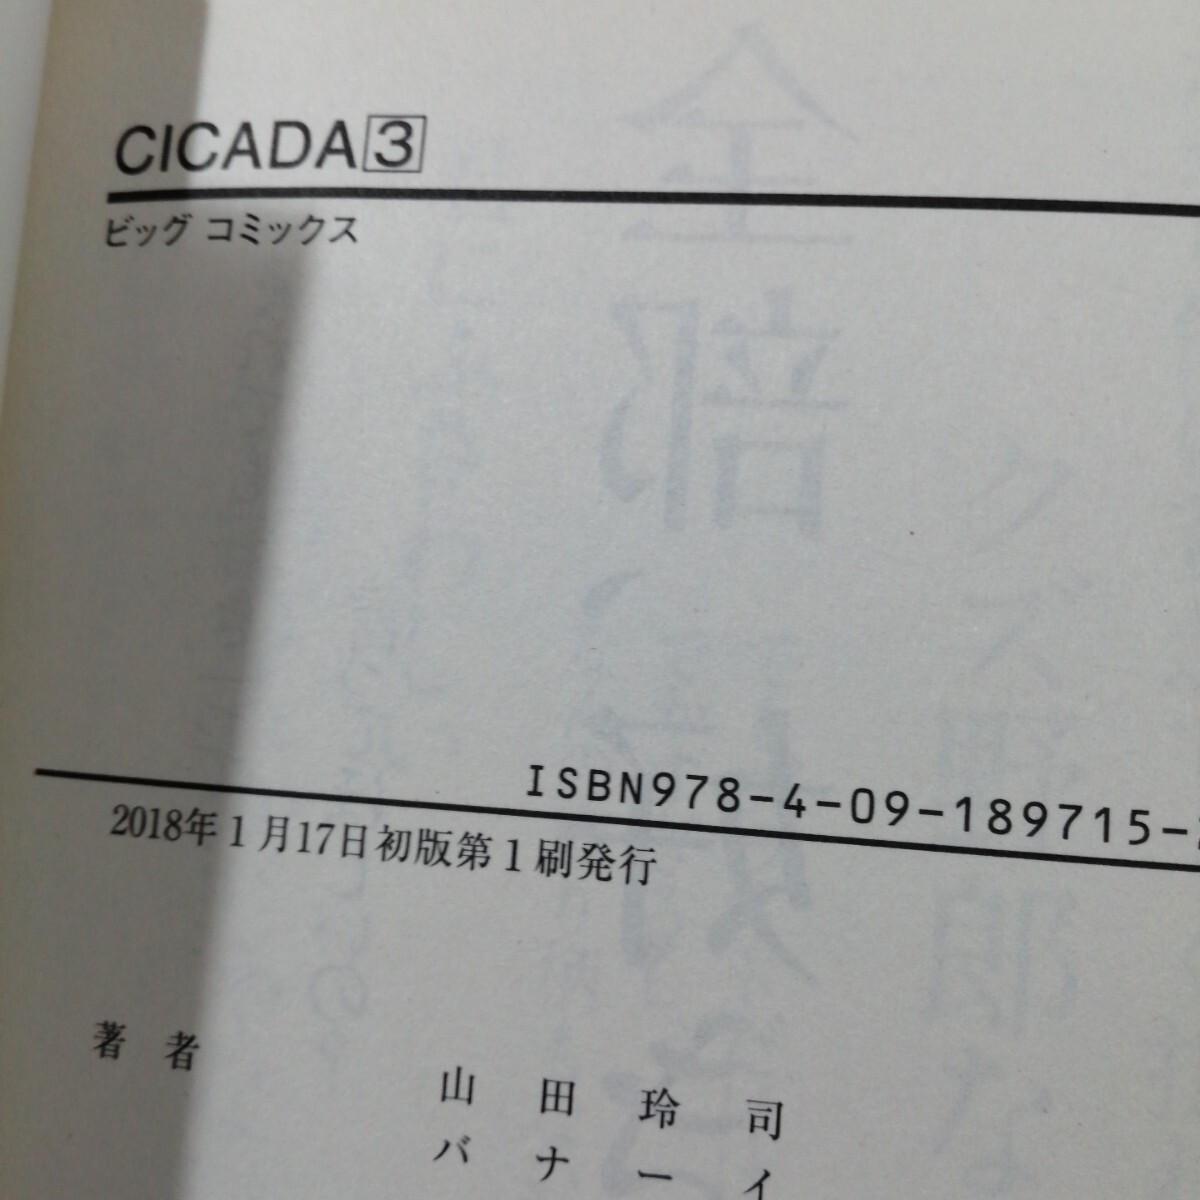 CICADA3
ビッグ コミックス
ISBN978-4-09-189715-
2018年1月17日初版第1刷発行
著者
山田玲司
バナーイ